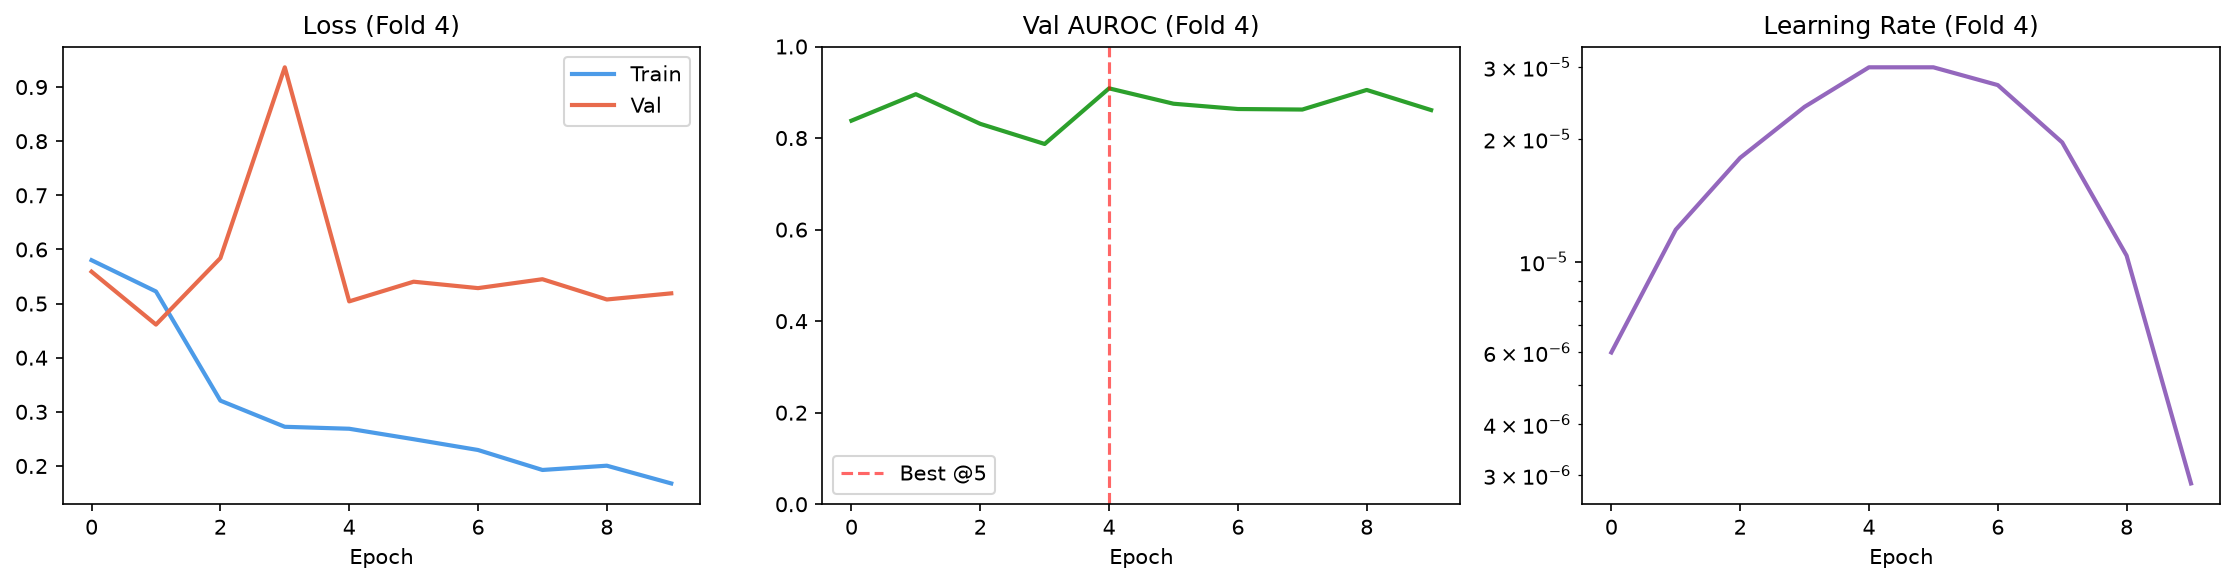 Loss (Fold 4)
0.9
0.8
0.7
0.6
0.5
0.4
0.3
0.2
Train
Val
0 2 4 6 8
Epoch
Val AUROC (Fold 4)
1.0
0.8
0.6
0.4
0.2
0.0
Best @5
0 2 4 6 8
Epoch
Learning Rate (Fold 4)
3 × 10⁻⁵
2 × 10⁻⁵
10⁻⁵
6 × 10⁻⁶
4 × 10⁻⁶
3 × 10⁻⁶
0 2 4 6 8
Epoch